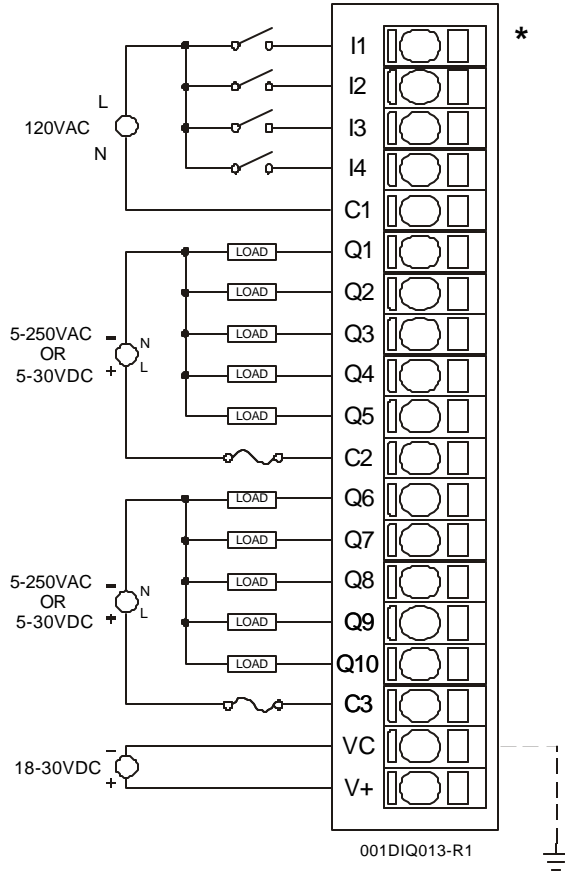 I1 *
I2
L
120VAC
I3
N
I4
C1
Q1
LOAD
Q2
LOAD
5-250VAC - N
OR
5-30VDC + L
Q3
LOAD
Q4
LOAD
Q5
LOAD
C2
Q6
LOAD
Q7
LOAD
5-250VAC - N
OR
5-30VDC + L
Q8
LOAD
Q9
LOAD
Q10
LOAD
C3
VC
-
18-30VDC
+
V+
001DIQ013-R1